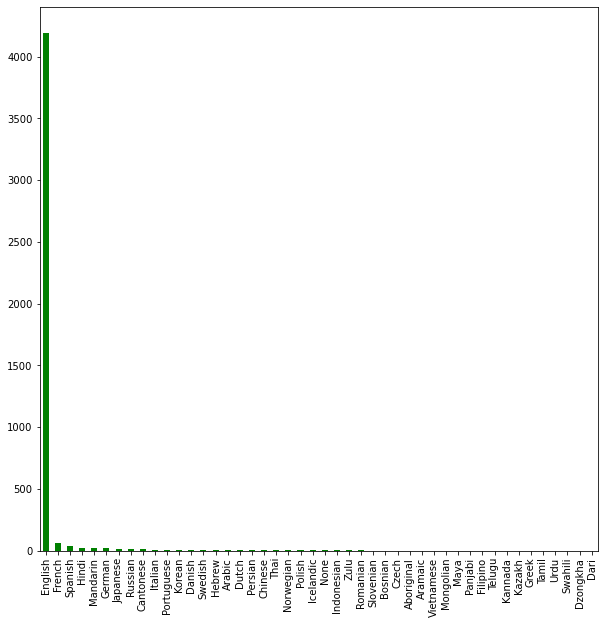 4000
3500
3000
2500
2000
1500
1000
500
0
English
French
Spanish
Hindi
Mandarin
German
Japanese
Russian
Cantonese
Italian
Portuguese
Korean
Danish
Swedish
Hebrew
Arabic
Dutch
Persian
Chinese
Thai
Norwegian
Polish
Icelandic
None
Indonesian
Zulu
Romanian
Slovenian
Bosnian
Czech
Aboriginal
Aramaic
Vietnamese
Mongolian
Maya
Panjabi
Filipino
Telugu
Kannada
Kazakh
Greek
Tamil
Urdu
Swahili
Dzongkha
Dari